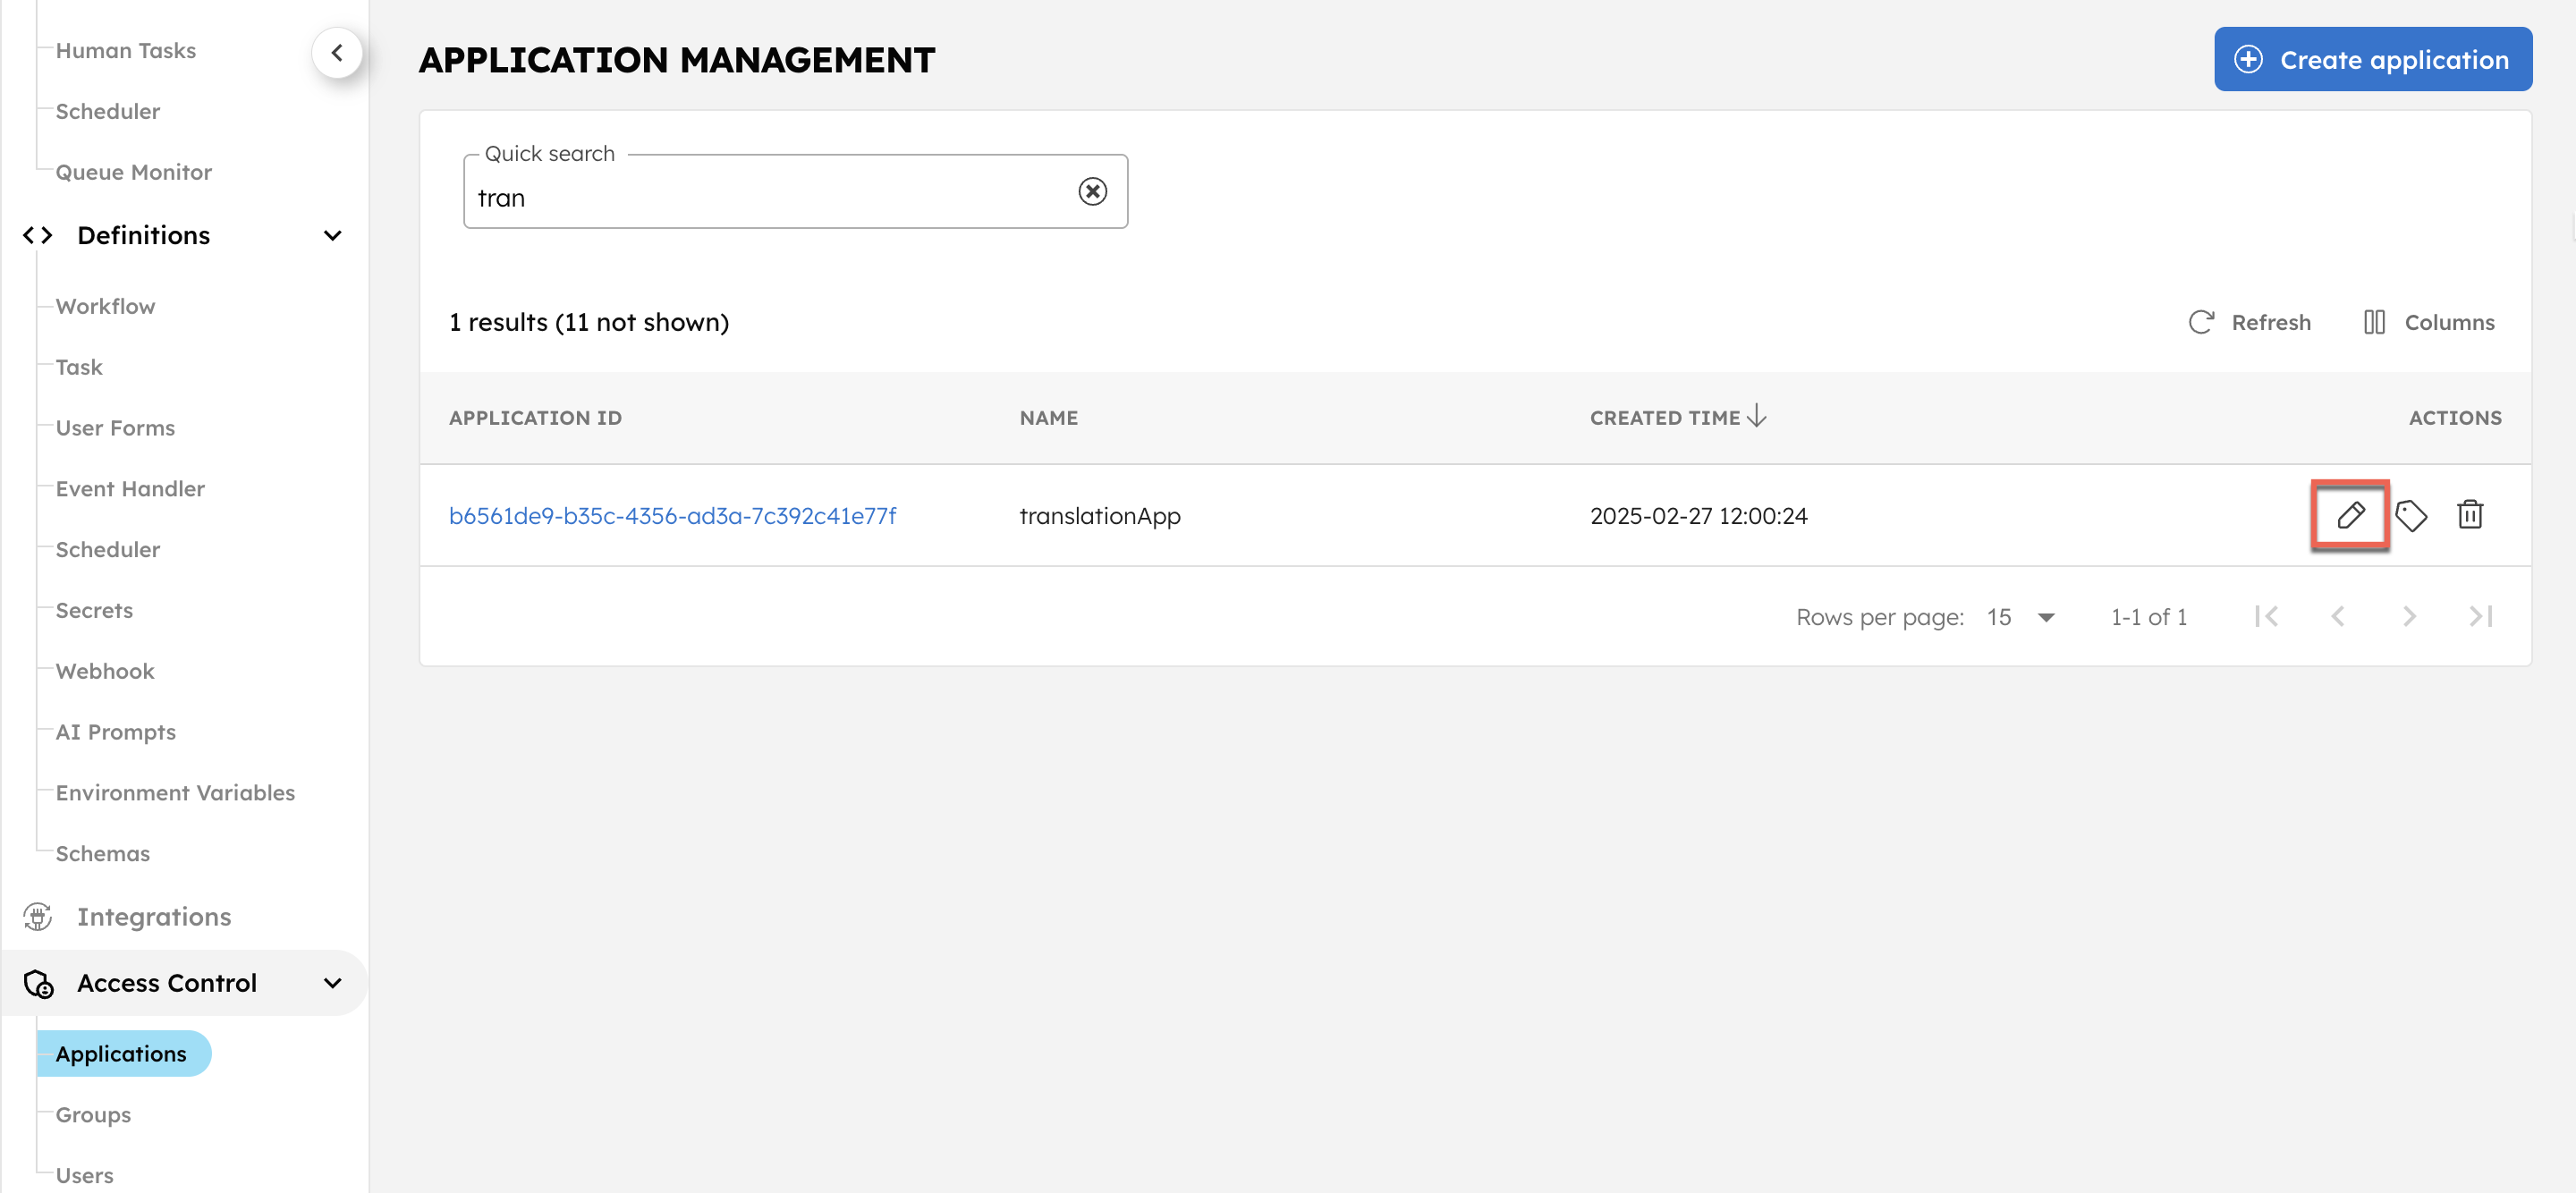 Human Tasks
Scheduler
Queue Monitor
Definitions
Workflow
Task
User Forms
Event Handler
Scheduler
Secrets
Webhook
AI Prompts
Environment Variables
Schemas
Integrations
Access Control
Applications
Groups
Users
APPLICATION MANAGEMENT
Create application
Quick search
tran
1 results (11 not shown)
Refresh
Columns
APPLICATION ID NAME CREATED TIME ACTIONS
b6561de9-b35c-4356-ad3a-7c392c41e77f translationApp 2025-02-27 12:00:24
Rows per page: 15 1-1 of 1